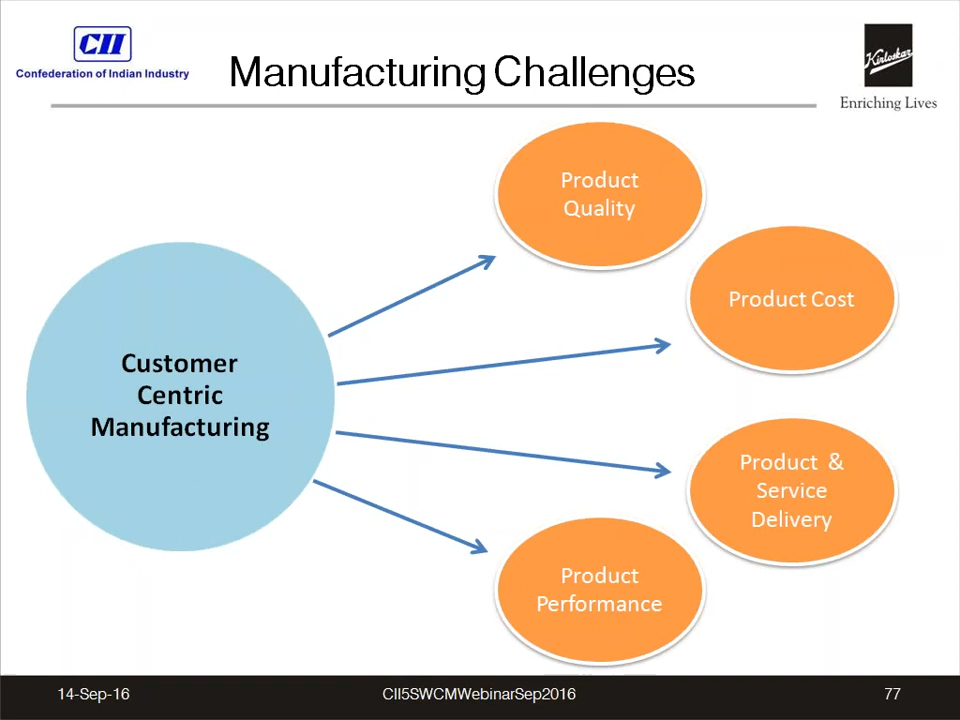 CII
Confederation of Indian Industry
Manufacturing Challenges
Kirloskar
Enriching Lives
Product
Quality
Product Cost
Customer
Centric
Manufacturing
Product &
Service
Delivery
Product
Performance
14-Sep-16
CII5SWCMWebinarSep2016
77